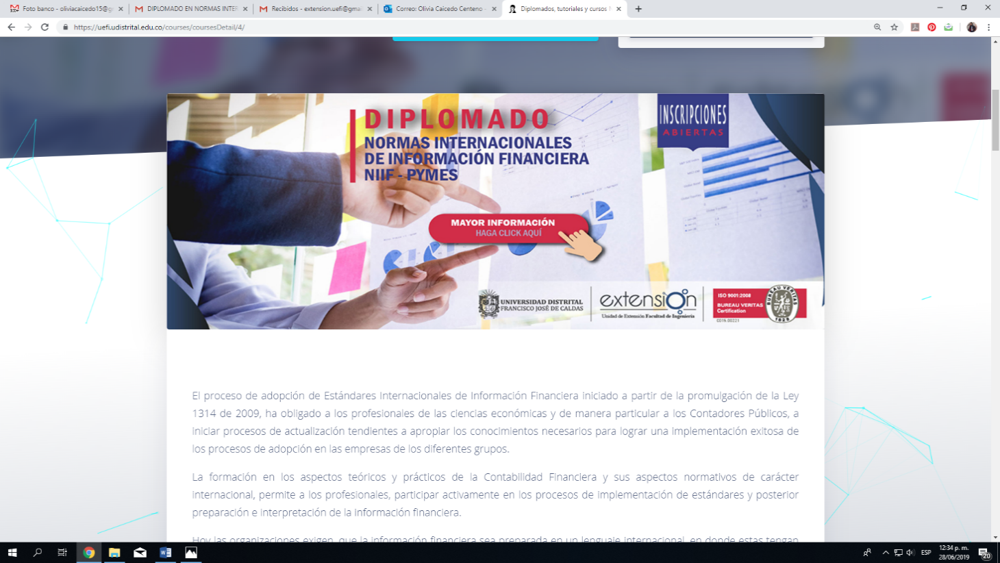 Foto banco - oliviacaicedo15@g
DIPLOMADO EN NORMAS INTER
Recibidos - extension.uefi@gma
Correo: Olivia Caicedo Centeno -
Diplomados, tutoriales y cursos
https://uefi.udistrital.edu.co/courses/coursesDetail/4/
DIPLOMADO
NORMAS INTERNACIONALES
DE INFORMACIÓN FINANCIERA
NIIF - PYMES
INSCRIPCIONES
ABIERTAS
MAYOR INFORMACIÓN
HAGA CLICK AQUÍ
UNIVERSIDAD DISTRITAL
FRANCISCO JOSÉ DE CALDAS
extensión
Unidad de Extensión Facultad de Ingeniería
ISO 9001:2008
BUREAU VERITAS
Certification
CO16.00221
BUREAU VERITAS
1828
El proceso de adopción de Estándares Internacionales de Información Financiera iniciado a partir de la promulgación de la Ley
1314 de 2009, ha obligado a los profesionales de las ciencias económicas y de manera particular a los Contadores Públicos, a
iniciar procesos de actualización tendientes a apropiar los conocimientos necesarios para lograr una implementación exitosa de
los procesos de adopción en las empresas de los diferentes grupos.
La formación en los aspectos teóricos y prácticos de la Contabilidad Financiera y sus aspectos normativos de carácter
internacional, permite a los profesionales, participar activamente en los procesos de implementación de estándares y posterior
preparación e interpretación de la información financiera.
Hoy las organizaciones exigen, que la información financiera sea preparada en un lenguaje internacional, en donde estas tengan
ESP
12:34 p. m.
28/06/2019
20